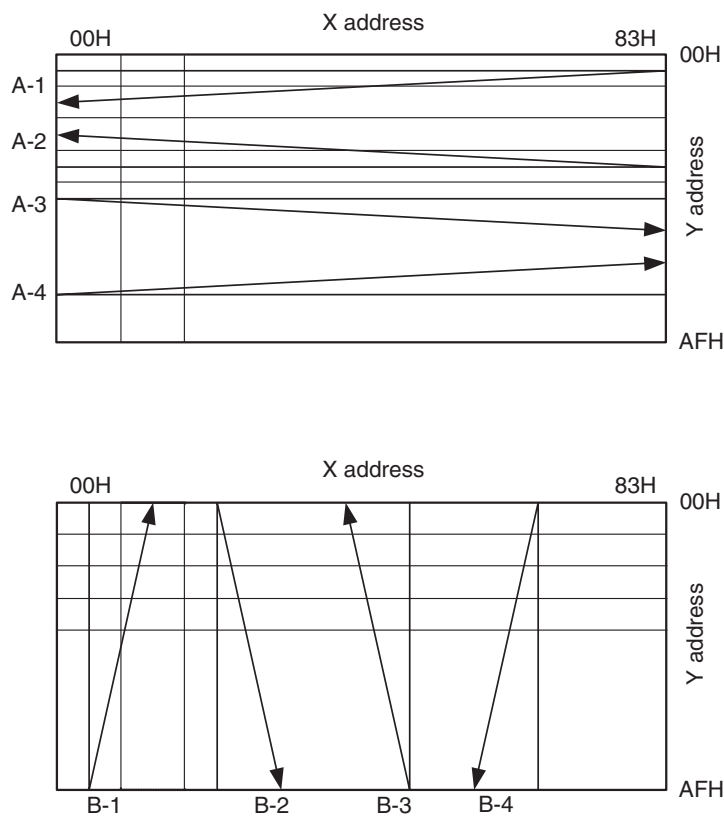 X address
00H 83H
00H
A-1
A-2
Y address
A-3
A-4
AFH
X address
00H 83H
00H
Y address
AFH
B-1 B-2 B-3 B-4